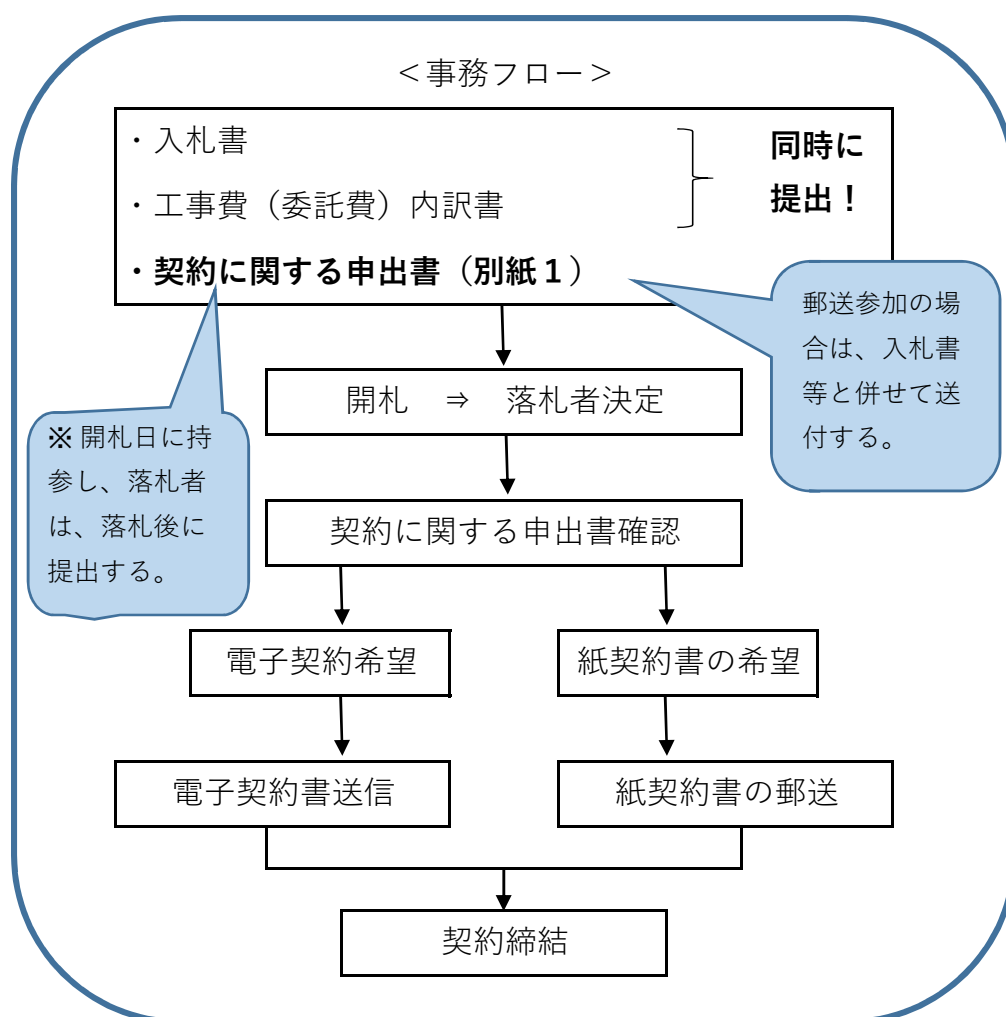 ＜事務フロー＞
・入札書
・工事費（委託費）内訳書
同時に
提出！
・契約に関する申出書（別紙１）
郵送参加の場
合は、入札書
等と併せて送
付する。
※ 開札日に持
参し、落札者
は、落札後に
提出する。
開札　⇒　落札者決定
契約に関する申出書確認
電子契約希望
紙契約書の希望
電子契約書送信
紙契約書の郵送
契約締結